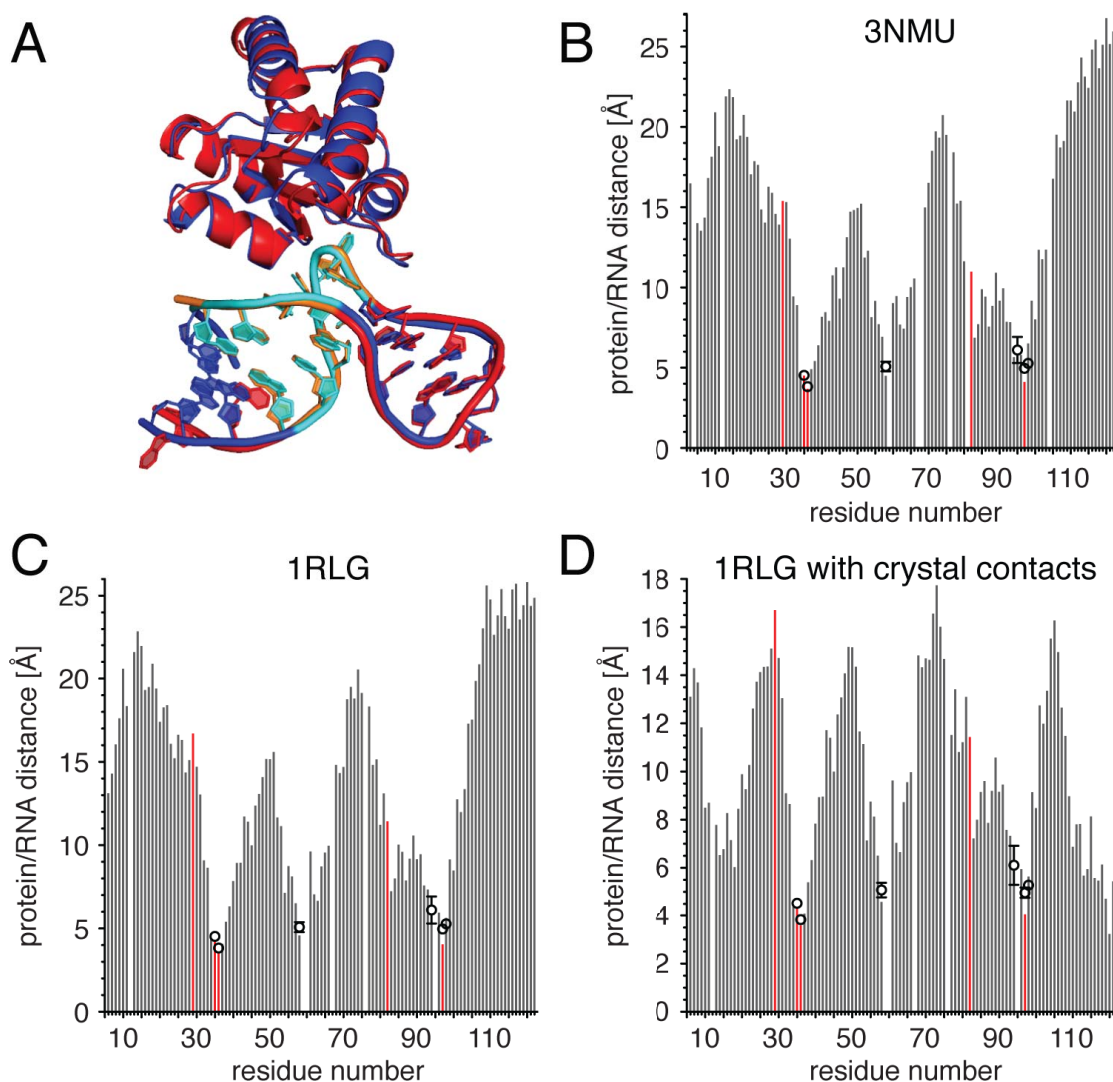 A
B
3NMU
protein/RNA distance [Å]
25
20
15
10
5
0
10 30 50 70 90 110
residue number
C
1RLG
protein/RNA distance [Å]
25
20
15
10
5
0
10 30 50 70 90 110
residue number
D
1RLG with crystal contacts
protein/RNA distance [Å]
18
16
14
12
10
8
6
4
2
0
10 30 50 70 90 110
residue number